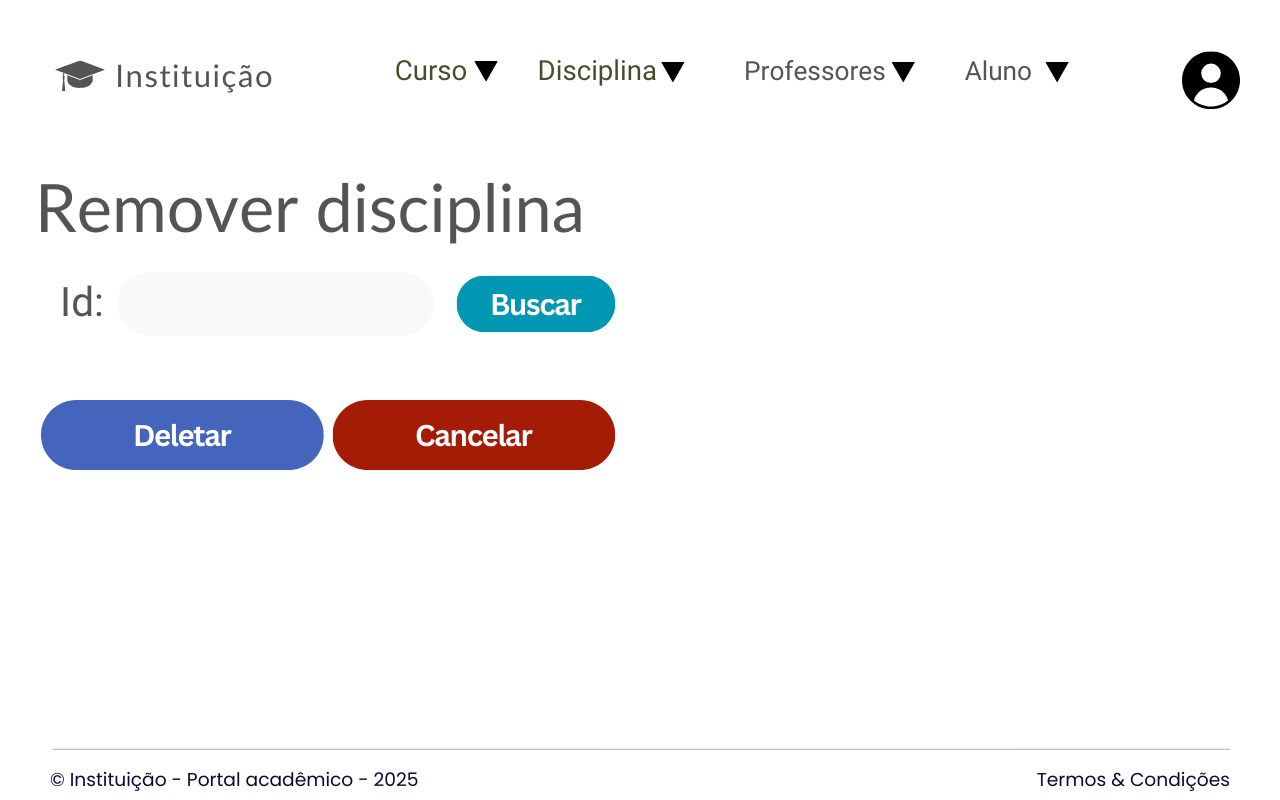 Instituição
Curso
Disciplina
Professores
Aluno
Remover disciplina
Id:
Buscar
Deletar
Cancelar
© Instituição - Portal acadêmico - 2025
Termos & Condições